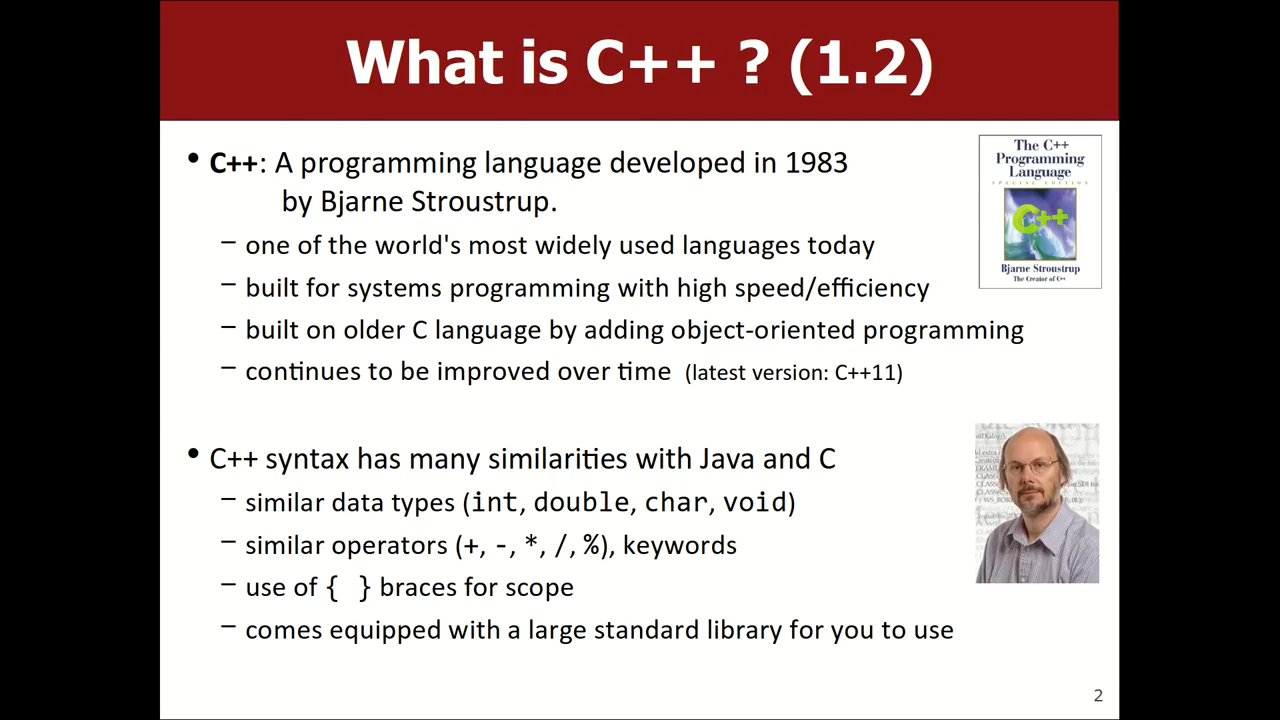 What is C++ ? (1.2)
• C++: A programming language developed in 1983
by Bjarne Stroustrup.
– one of the world's most widely used languages today
– built for systems programming with high speed/efficiency
– built on older C language by adding object-oriented programming
– continues to be improved over time (latest version: C++11)
The C++
Programming
Language
SPECIAL EDITION
C++
Bjarne Stroustrup
The Creator of C++
• C++ syntax has many similarities with Java and C
– similar data types (int, double, char, void)
– similar operators (+, -, *, /, %), keywords
– use of { } braces for scope
– comes equipped with a large standard library for you to use
2